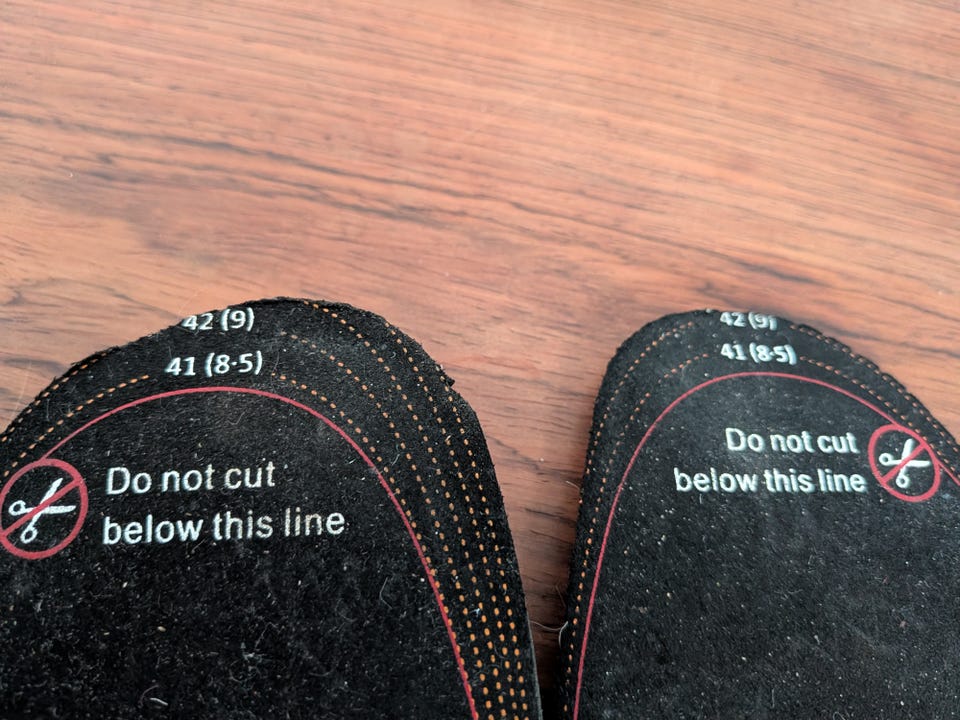 42 (9)
41 (8·5)
Do not cut
below this line
42 (9)
41 (8·5)
Do not cut
below this line